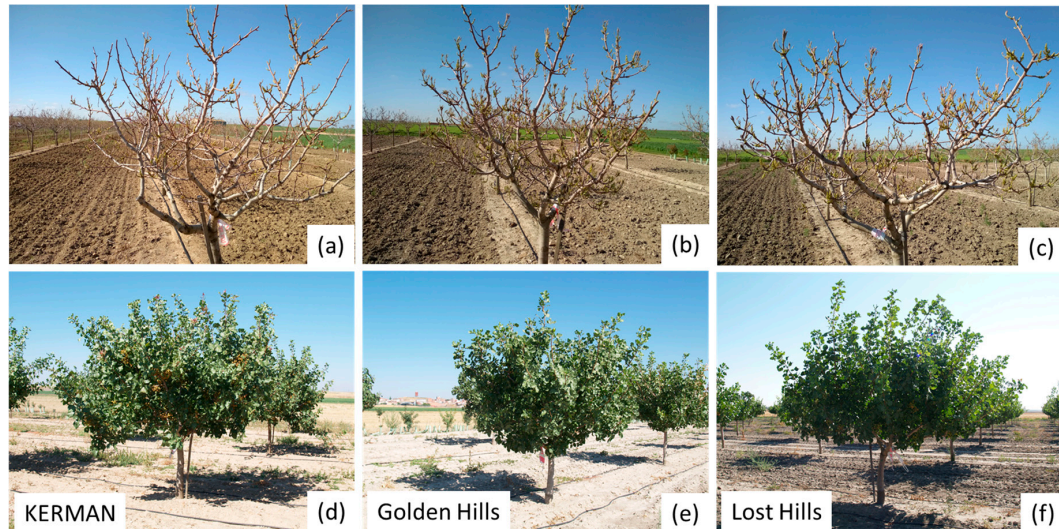 (a)
(b)
(c)
KERMAN
(d)
Golden Hills
(e)
Lost Hills
(f)